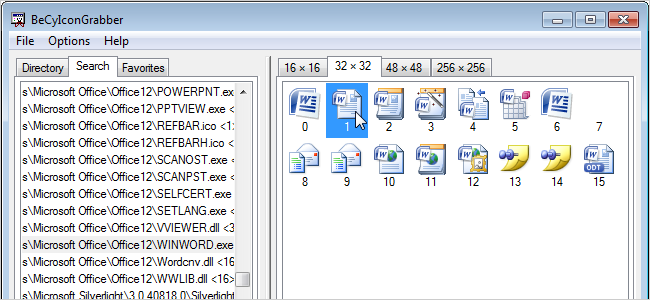 BeCyIconGrabber
File Options Help
Directory Search Favorites
s\Microsoft Office\Office12\POWERPNT.exe
s\Microsoft Office\Office12\PPTVIEW.exe <
s\Microsoft Office\Office12\REFBAR.ico <1:
s\Microsoft Office\Office12\REFBARH.ico <
s\Microsoft Office\Office12\SCANOST.exe <
s\Microsoft Office\Office12\SCANPST.exe <
s\Microsoft Office\Office12\SELFCERT.exe
s\Microsoft Office\Office12\SETLANG.exe <
s\Microsoft Office\Office12\VVIEWER.dll <3
s\Microsoft Office\Office12\WINWORD.exe
s\Microsoft Office\Office12\Wordcnv.dll <16
s\Microsoft Office\Office12\WWLIB.dll <16>
s\Microsoft Silverlight\3.0.40818.0\Silverlight
16 × 16 32 × 32 48 × 48 256 × 256
0 1 2 3 4 5 6 7
ODT
8 9 10 11 12 13 14 15